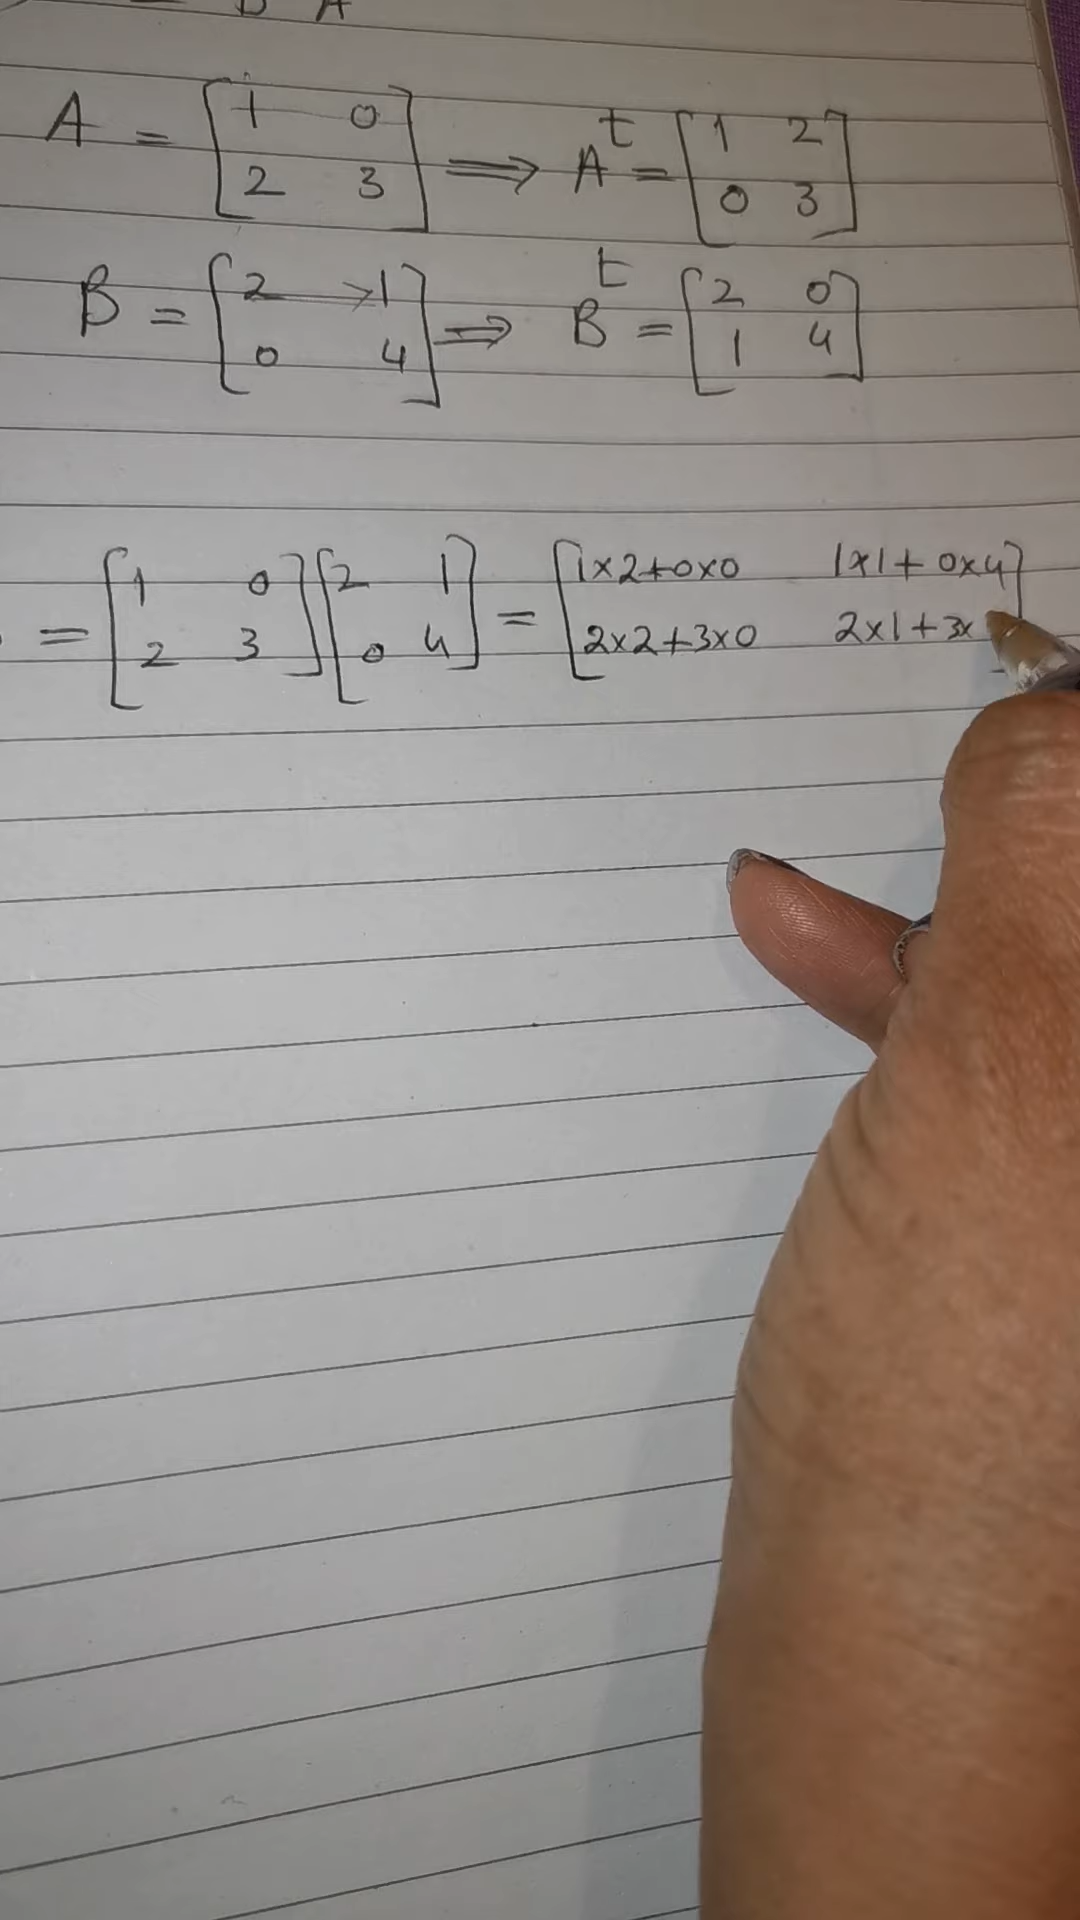 B A
A = [1 0 ⟹ A^t = [1 2
2 3] 0 3]
B = [2 1 ⟹ B^t = [2 0
0 4] 1 4]
= [1 0] [2 1] = [1×2+0×0 1×1+0×4]
2 3 0 4 2×2+3×0 2×1+3×